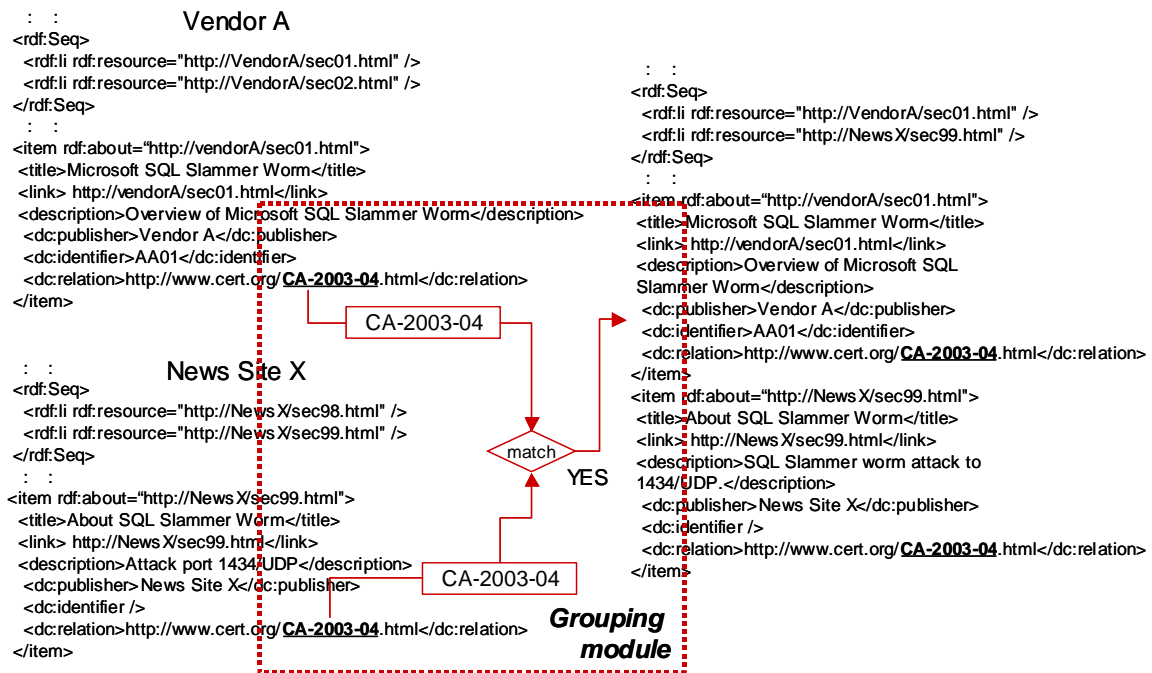 : :
Vendor A
<rdf:Seq>
<rdf:li rdf:resource="http://VendorA/sec01.html" />
<rdf:li rdf:resource="http://VendorA/sec02.html" />
</rdf:Seq>
: :
<item rdf:about=“http://vendorA/sec01.html">
<title>Microsoft SQL Slammer Worm</title>
<link> http://vendorA/sec01.html</link>
<description>Overview of Microsoft SQL Slammer Worm</description>
<dc:publisher>Vendor A</dc:publisher>
<dc:identifier>AA01</dc:identifier>
<dc:relation>http://www.cert.org/CA-2003-04.html</dc:relation>
</item>
CA-2003-04
: :
News Site X
<rdf:Seq>
<rdf:li rdf:resource="http://NewsX/sec98.html" />
<rdf:li rdf:resource="http://NewsX/sec99.html" />
</rdf:Seq>
: :
<item rdf:about="http://NewsX/sec99.html">
<title>About SQL Slammer Worm</title>
<link> http://NewsX/sec99.html</link>
<description>Attack port 1434/UDP</description>
<dc:publisher>News Site X</dc:publisher>
<dc:identifier />
<dc:relation>http://www.cert.org/CA-2003-04.html</dc:relation>
</item>
match
YES
CA-2003-04
Grouping
module
: :
<rdf:Seq>
<rdf:li rdf:resource="http://VendorA/sec01.html" />
<rdf:li rdf:resource="http://NewsX/sec99.html" />
</rdf:Seq>
: :
<item rdf:about=“http://vendorA/sec01.html">
<title>Microsoft SQL Slammer Worm</title>
<link> http://vendorA/sec01.html</link>
<description>Overview of Microsoft SQL
Slammer Worm</description>
<dc:publisher>Vendor A</dc:publisher>
<dc:identifier>AA01</dc:identifier>
<dc:relation>http://www.cert.org/CA-2003-04.html</dc:relation>
</item>
<item rdf:about=“http://NewsX/sec99.html">
<title>About SQL Slammer Worm</title>
<link> http://NewsX/sec99.html</link>
<description>SQL Slammer worm attack to
1434/UDP.</description>
<dc:publisher>News Site X</dc:publisher>
<dc:identifier />
<dc:relation>http://www.cert.org/CA-2003-04.html</dc:relation>
</item>